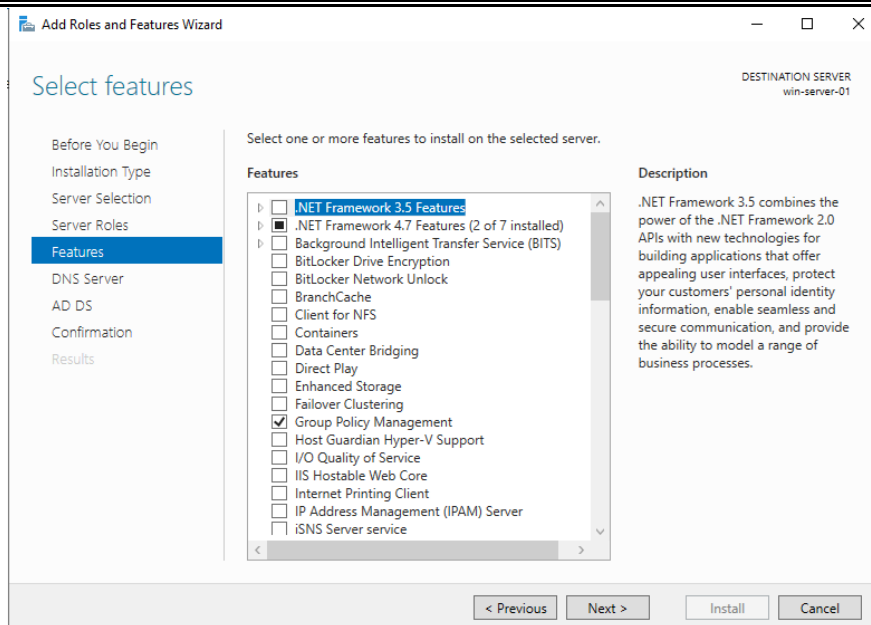 Add Roles and Features Wizard
Select features
DESTINATION SERVER
win-server-01
Before You Begin
Installation Type
Server Selection
Server Roles
Features
DNS Server
AD DS
Confirmation
Results
Select one or more features to install on the selected server.
Features
.NET Framework 3.5 Features
.NET Framework 4.7 Features (2 of 7 installed)
Background Intelligent Transfer Service (BITS)
BitLocker Drive Encryption
BitLocker Network Unlock
BranchCache
Client for NFS
Containers
Data Center Bridging
Direct Play
Enhanced Storage
Failover Clustering
Group Policy Management
Host Guardian Hyper-V Support
I/O Quality of Service
IIS Hostable Web Core
Internet Printing Client
IP Address Management (IPAM) Server
iSNS Server service
Description
.NET Framework 3.5 combines the
power of the .NET Framework 2.0
APIs with new technologies for
building applications that offer
appealing user interfaces, protect
your customers' personal identity
information, enable seamless and
secure communication, and provide
the ability to model a range of
business processes.
< Previous
Next >
Install
Cancel